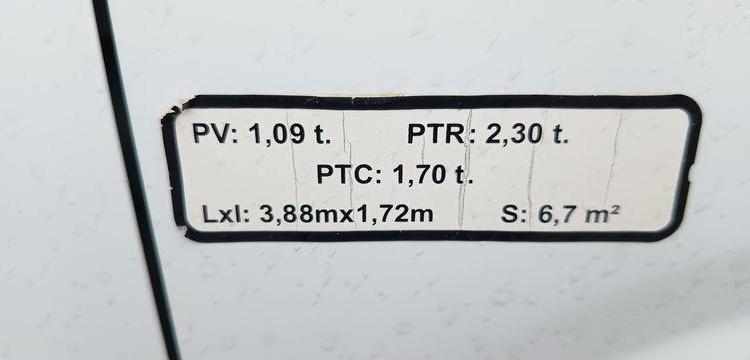 PV: 1,09 t. PTR: 2,30 t.
PTC: 1,70 t.
Lxl: 3,88mx1,72m S: 6,7 m²